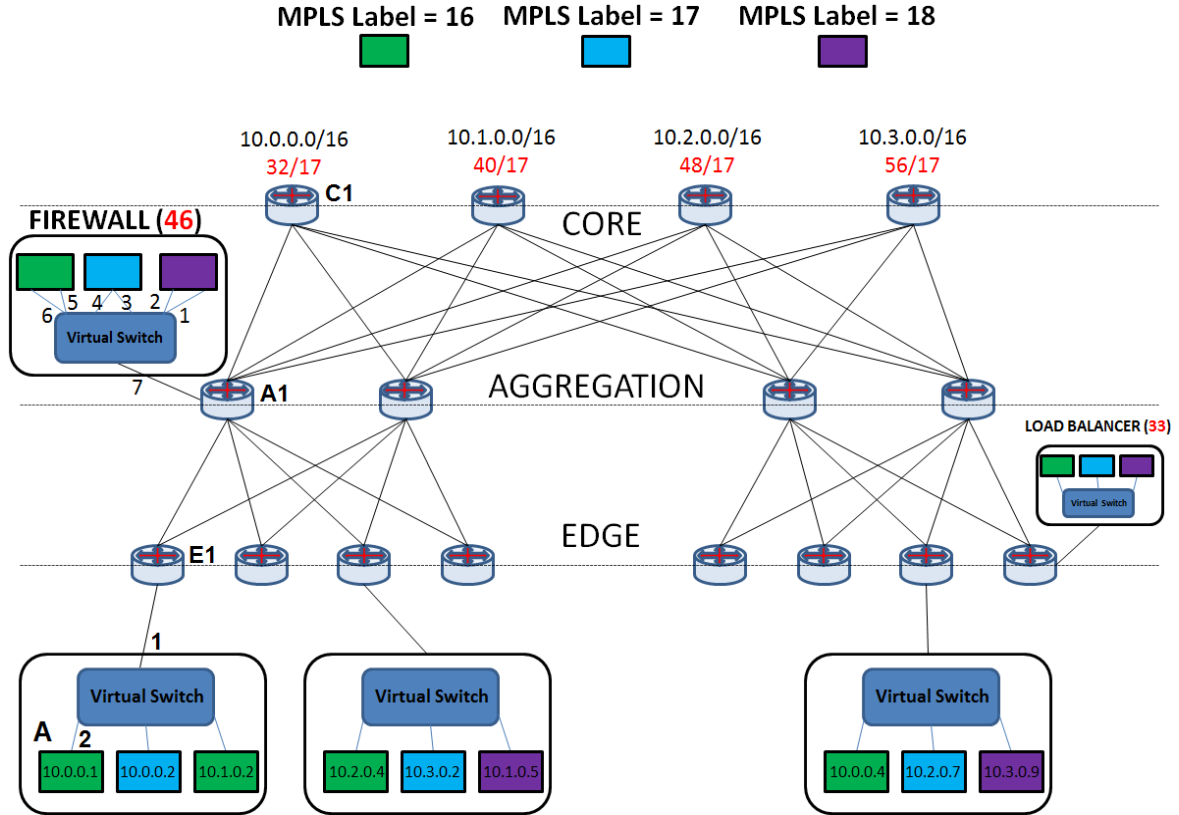 MPLS Label = 16 MPLS Label = 17 MPLS Label = 18
10.0.0.0/16 10.1.0.0/16 10.2.0.0/16 10.3.0.0/16
32/17 40/17 48/17 56/17
C1
FIREWALL (46)
CORE
6 5 4 3 2 1
Virtual Switch
7
A1
AGGREGATION
LOAD BALANCER (33)
Virtual Switch
EDGE
E1
1
Virtual Switch Virtual Switch Virtual Switch
A 2
10.0.0.1 10.0.0.2 10.1.0.2 10.2.0.4 10.3.0.2 10.1.0.5 10.0.0.4 10.2.0.7 10.3.0.9